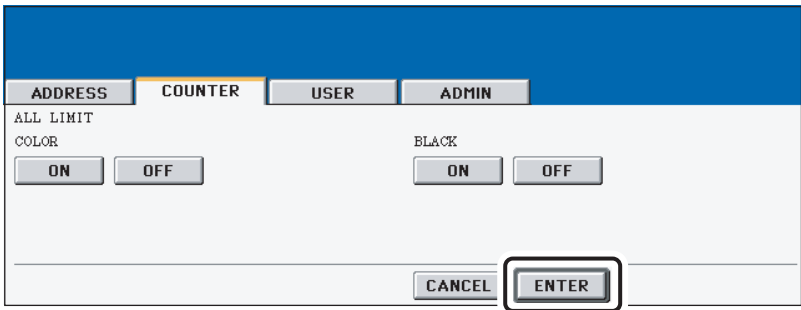 ADDRESS COUNTER USER ADMIN
ALL LIMIT
COLOR BLACK
ON OFF ON OFF
CANCEL ENTER